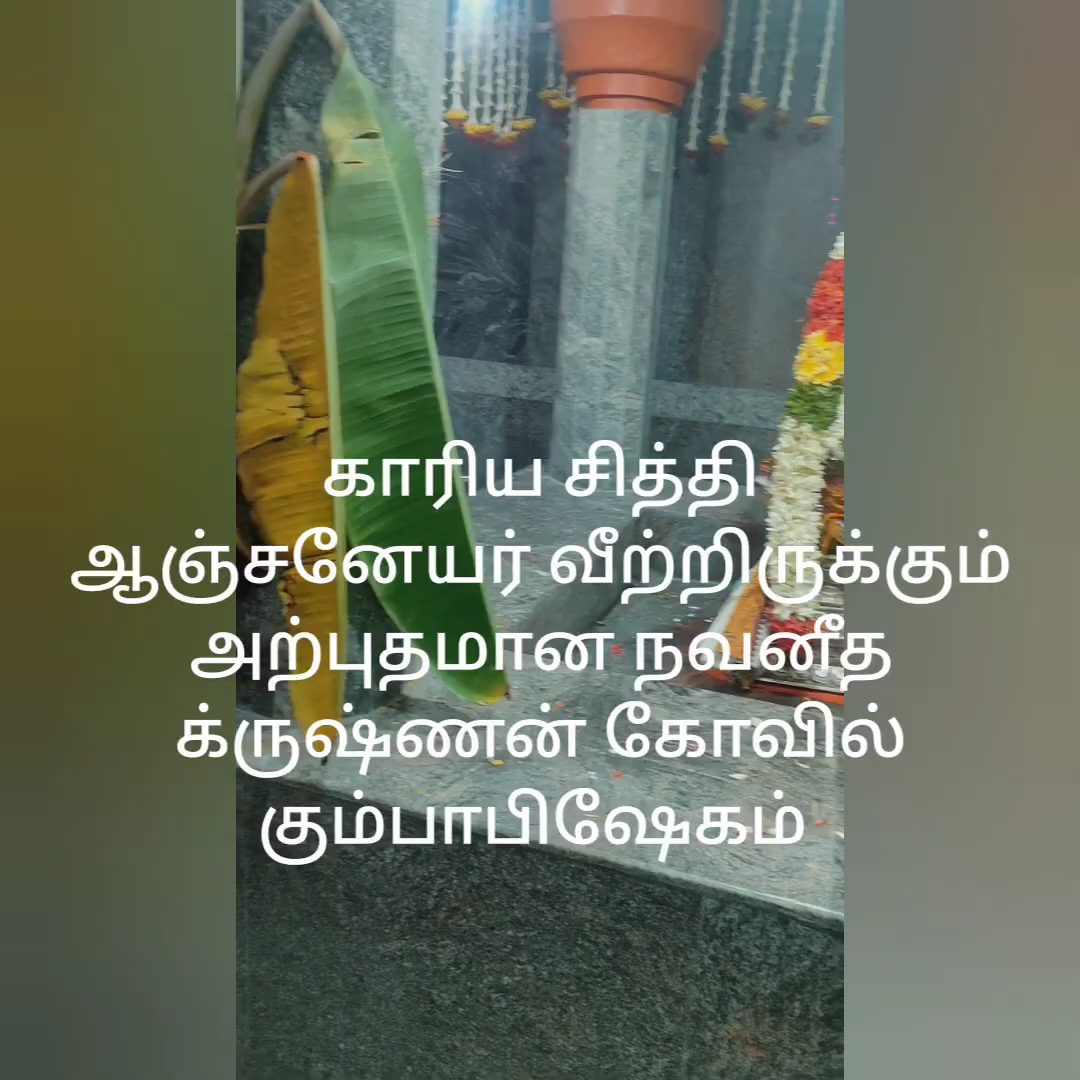 காரிய சித்தி
ஆஞ்சனேயர் வீற்றிருக்கும்
அற்புதமான நவனீத
க்ருஷ்ணன் கோவில்
கும்பாபிஷேகம்